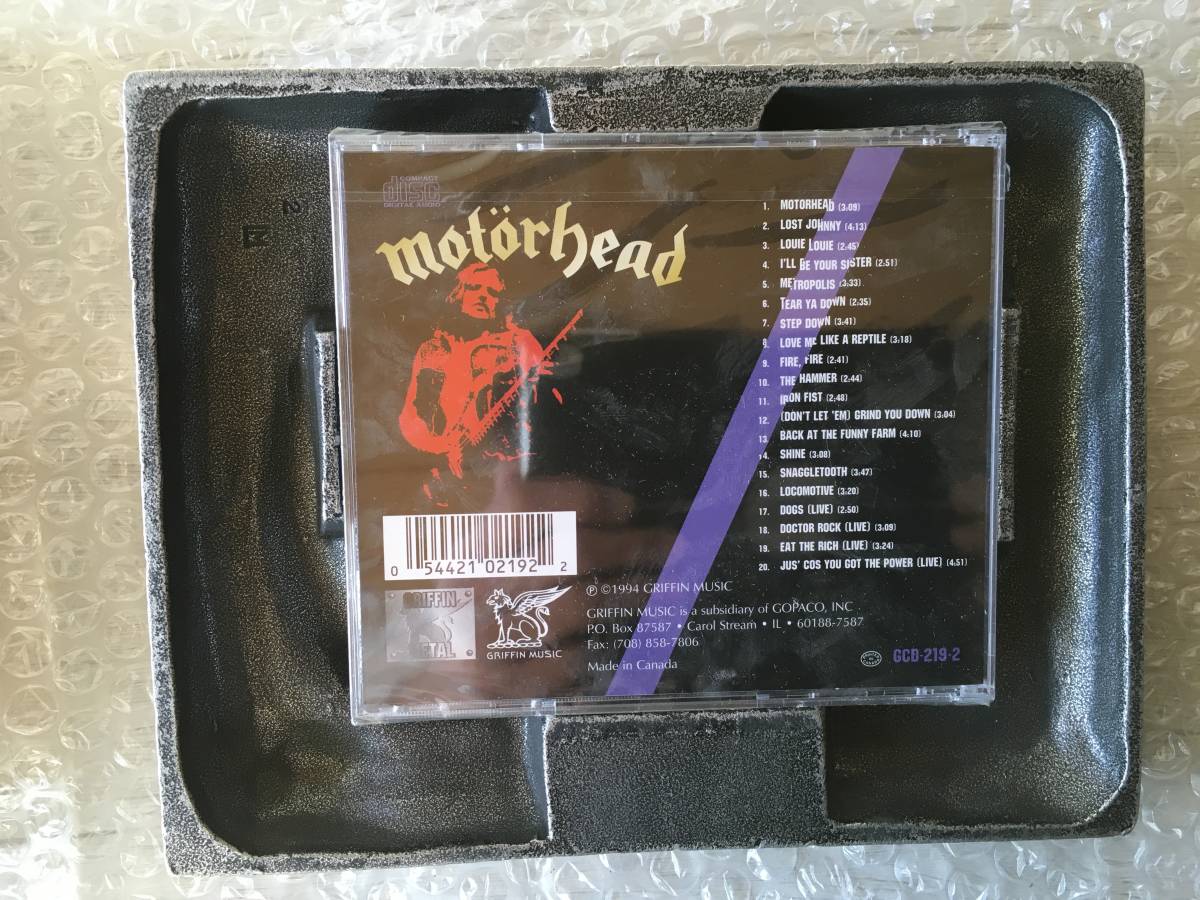 COMPACT
disc
DIGITAL AUDIO
motörhead
1. MOTORHEAD (3:09)
2. LOST JOHNNY (4:13)
3. LOUIE LOUIE (2:45)
4. I'LL BE YOUR SISTER (2:51)
5. METROPOLIS (3:33)
6. TEAR YA DOWN (2:35)
7. STEP DOWN (3:41)
8. LOVE Me LIKE A REPTILE (3:18)
9. FIRE, FIRE (2:41)
10. THE HAMMER (2:44)
11. IRON FIST (2:48)
12. (DON'T LET 'EM) GRIND YOU DOWN (3:04)
13. BACK AT THE FUNNY FARM (4:10)
14. SHINE (3:08)
15. SNAGGLETOOTH (3:47)
16. LOCOMOTIVE (3:20)
17. DOGS (LIVE) (2:50)
18. DOCTOR ROCK (LIVE) (3:09)
19. EAT THE RICH (LIVE) (3:24)
20. JUS' COS YOU GOT THE POWER (LIVE) (4:51)
0 54421 02192 2
GRIFFIN
METAL
GRIFFIN MUSIC
℗ ©1994 GRIFFIN MUSIC
GRIFFIN MUSIC is a subsidiary of GOPACO, INC
P.O. Box 87587 • Carol Stream • IL • 60188-7587
Fax: (708) 858-7806
Made in Canada
GCD-219-2
2